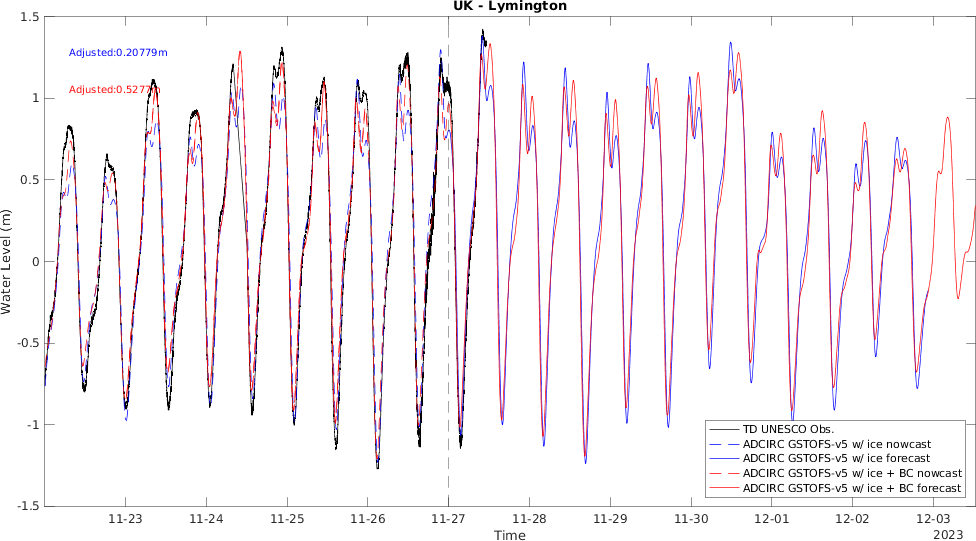 UK - Lymington
1.5
1
0.5
0
-0.5
-1
-1.5
Water Level (m)
Adjusted:0.20779m
Adjusted:0.5277m
TD UNESCO Obs.
ADCIRC GSTOFS-v5 w/ ice nowcast
ADCIRC GSTOFS-v5 w/ ice forecast
ADCIRC GSTOFS-v5 w/ ice + BC nowcast
ADCIRC GSTOFS-v5 w/ ice + BC forecast
11-23 11-24 11-25 11-26 11-27 11-28 11-29 11-30 12-01 12-02 12-03
Time
2023